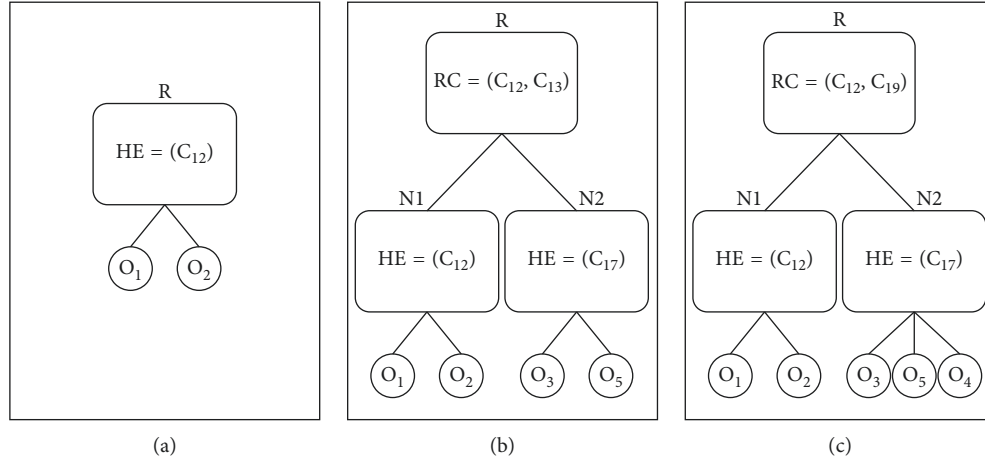 R
HE = (C₁₂)
O₁ O₂
(a)
R
RC = (C₁₂, C₁₃)
N1 N2
HE = (C₁₂) HE = (C₁₇)
O₁ O₂ O₃ O₅
(b)
R
RC = (C₁₂, C₁₉)
N1 N2
HE = (C₁₂) HE = (C₁₇)
O₁ O₂ O₃ O₅ O₄
(c)